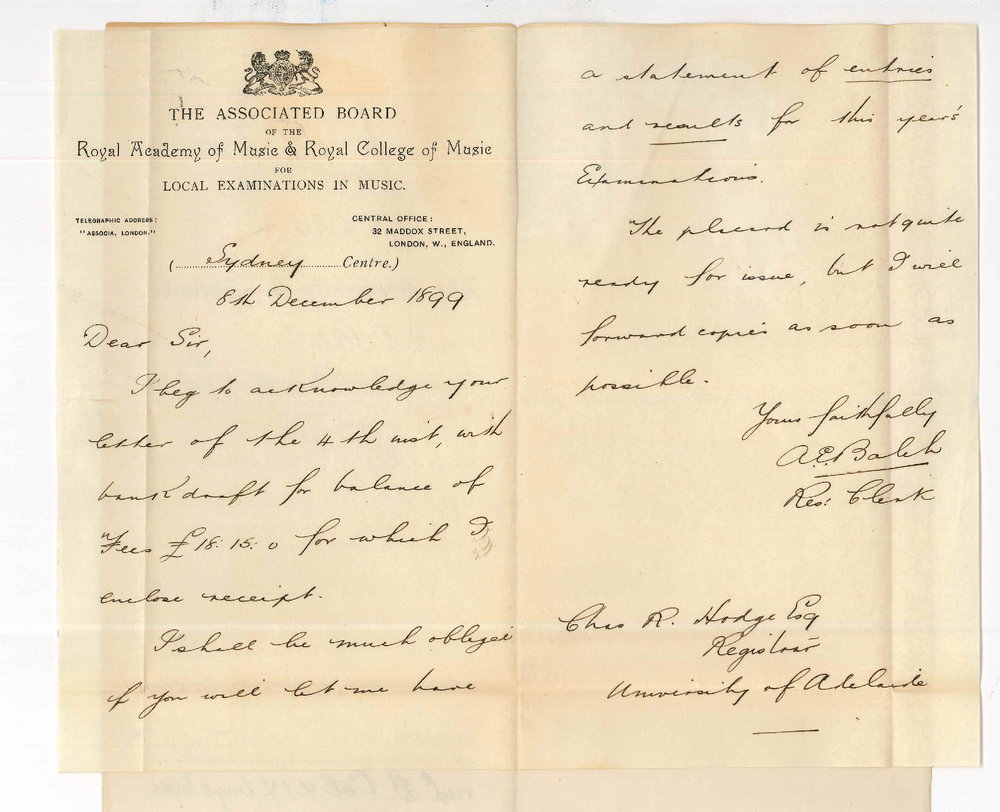 THE ASSOCIATED BOARD
OF THE
Royal Academy of Music & Royal College of Music
FOR
LOCAL EXAMINATIONS IN MUSIC.
TELEGRAPHIC ADDRESS:
"ASSOCIA, LONDON."
CENTRAL OFFICE:
32 MADDOX STREET,
LONDON, W., ENGLAND.
(Sydney Centre.)
8th December 1899
Dear Sir,
I beg to acknowledge your
letter of the 4th inst, with
bank draft for balance of
Fees £18:15:0 for which I
enclose receipt.
I shall be much obliged
if you will let me have
a statement of entries
and results for this year's
Examinations.
The placard is not quite
ready for issue, but I will
forward copies as soon as
possible.
Yours faithfully
A.E. Balch
Res: Clerk
Chas R. Hodge Esq
Registrar
University of Adelaide